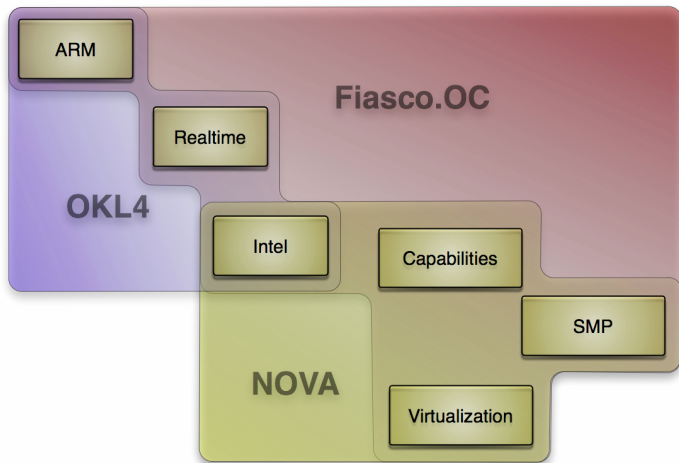 ARM
Fiasco.OC
Realtime
OKL4
Intel
Capabilities
SMP
NOVA
Virtualization